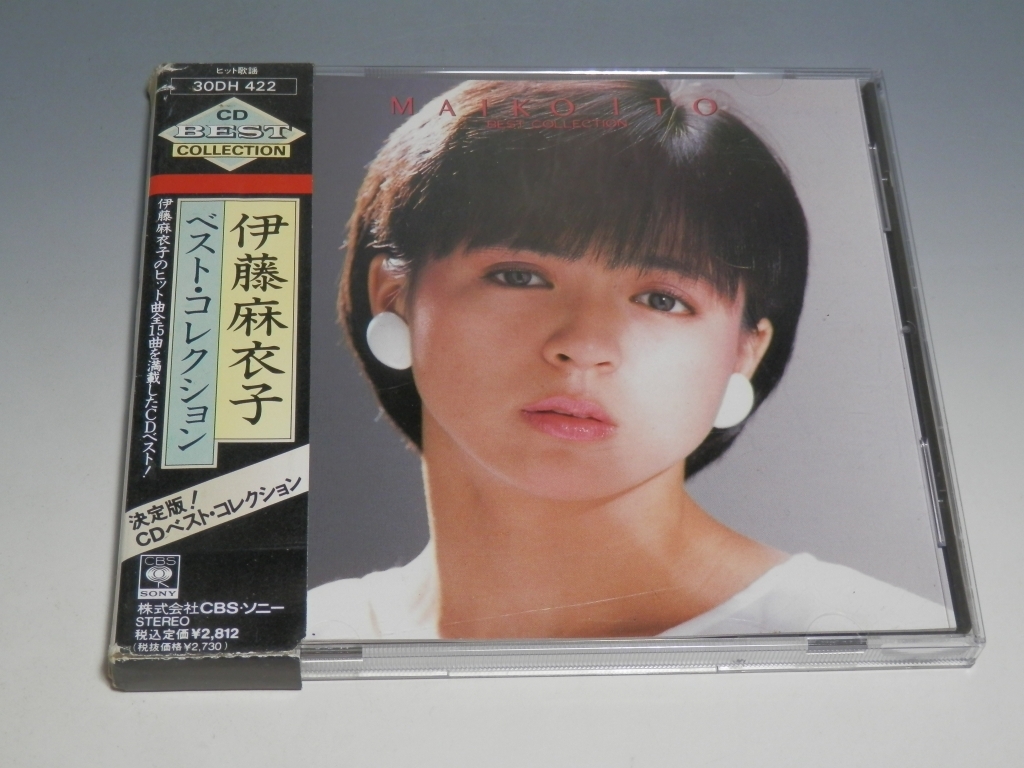 ヒット歌謡
30DH 422
CD
BEST
COLLECTION
伊藤麻衣子
ベスト・コレクション
伊藤麻衣子のヒット曲全15曲を満載したCDベスト!
決定版!
CDベスト・コレクション
CBS
SONY
株式会社CBS・ソニー
STEREO
税込定価¥2,812
(税抜価格¥2,730)
MAIKO ITO
BEST COLLECTION